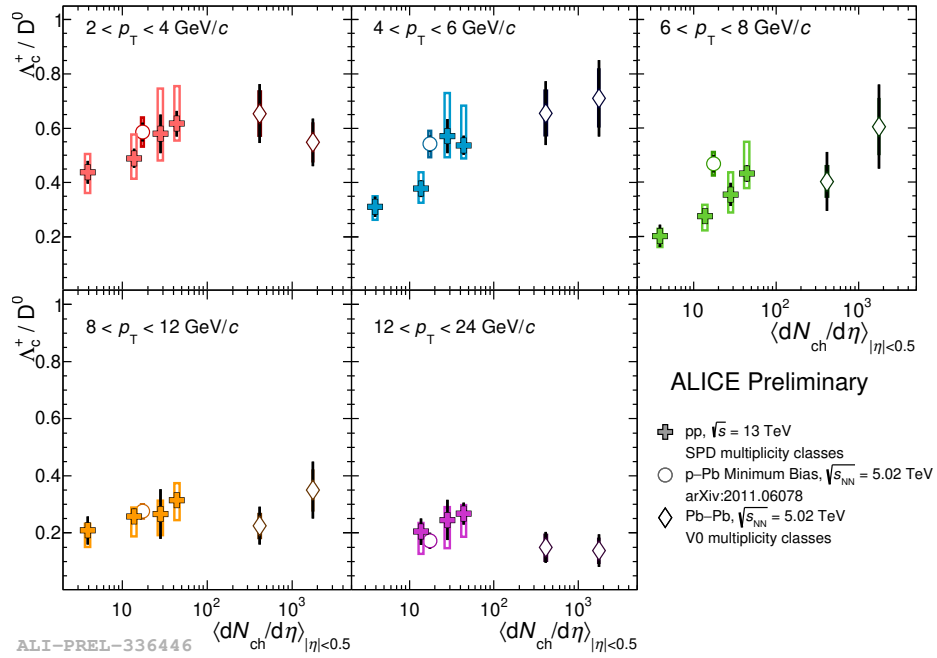 Λc+ / D0
1
0.8
0.6
0.4
0.2
2 < pT < 4 GeV/c
4 < pT < 6 GeV/c
6 < pT < 8 GeV/c
10 10² 10³
⟨dNch/dη⟩|η|<0.5
Λc+ / D0
1
0.8
0.6
0.4
0.2
8 < pT < 12 GeV/c
12 < pT < 24 GeV/c
10 10² 10³
10 10² 10³
⟨dNch/dη⟩|η|<0.5
⟨dNch/dη⟩|η|<0.5
ALICE Preliminary
pp, √s = 13 TeV
SPD multiplicity classes
p–Pb Minimum Bias, √sNN = 5.02 TeV
arXiv:2011.06078
Pb–Pb, √sNN = 5.02 TeV
V0 multiplicity classes
ALI-PREL-336446